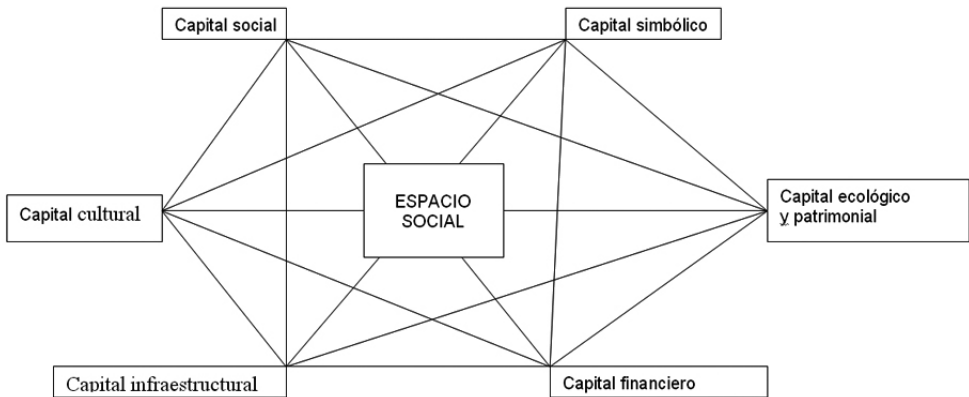 Capital social
Capital simbólico
ESPACIO
SOCIAL
Capital cultural
Capital ecológico
y patrimonial
Capital infraestructural
Capital financiero